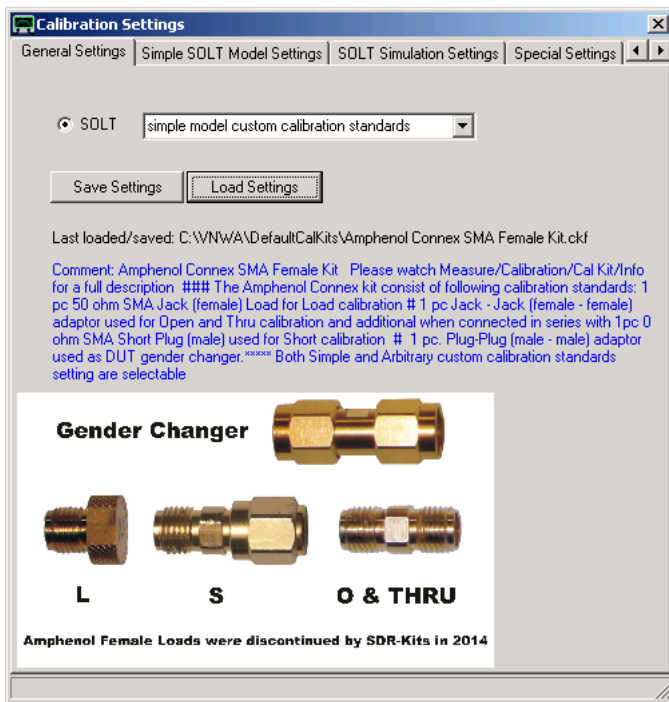 Calibration Settings
General Settings
Simple SOLT Model Settings
SOLT Simulation Settings
Special Settings
SOLT
simple model custom calibration standards
Save Settings
Load Settings
Last loaded/saved: C:\VNWA\DefaultCalKits\Amphenol Connex SMA Female Kit.ckf
Comment: Amphenol Connex SMA Female Kit Please watch Measure/Calibration/Cal Kit/Info
for a full description ### The Amphenol Connex kit consist of following calibration standards: 1
pc 50 ohm SMA Jack (female) Load for Load calibration # 1 pc Jack - Jack (female - female)
adaptor used for Open and Thru calibration and additional when connected in series with 1pc 0
ohm SMA Short Plug (male) used for Short calibration # 1 pc. Plug-Plug (male - male) adaptor
used as DUT gender changer.***** Both Simple and Arbitrary custom calibration standards
setting are selectable
Gender Changer
L
S
O & THRU
Amphenol Female Loads were discontinued by SDR-Kits in 2014